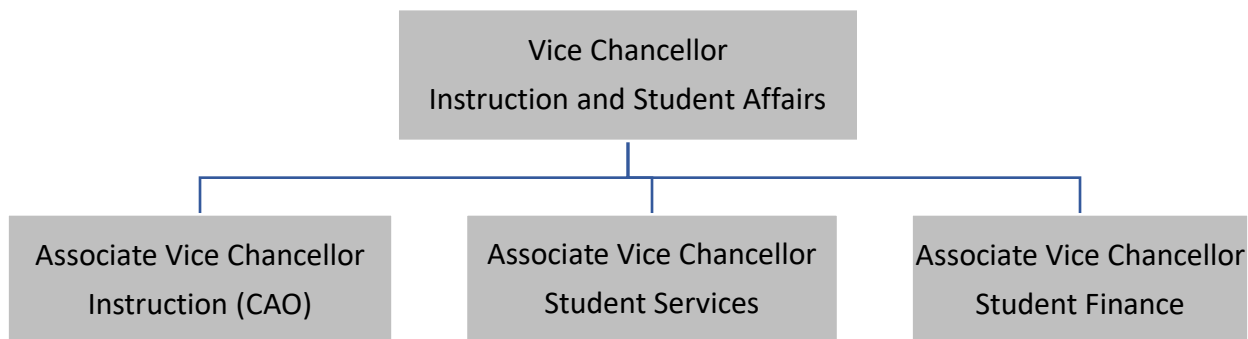 Vice Chancellor
Instruction and Student Affairs
Associate Vice Chancellor
Instruction (CAO)
Associate Vice Chancellor
Student Services
Associate Vice Chancellor
Student Finance